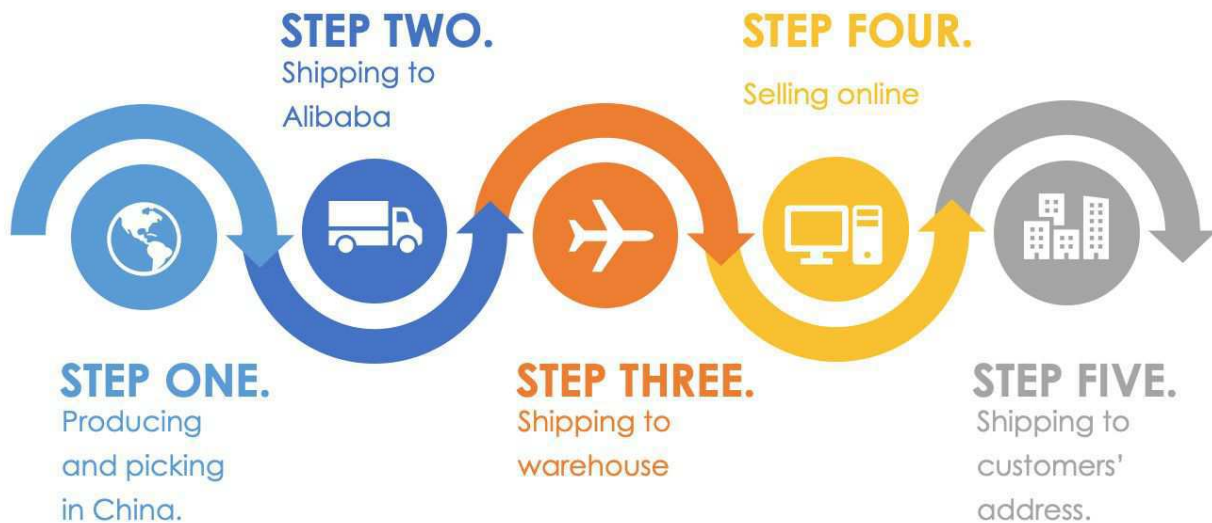 STEP ONE.
Producing
and picking
in China.
STEP TWO.
Shipping to
Alibaba
STEP THREE.
Shipping to
warehouse
STEP FOUR.
Selling online
STEP FIVE.
Shipping to
customers’
address.